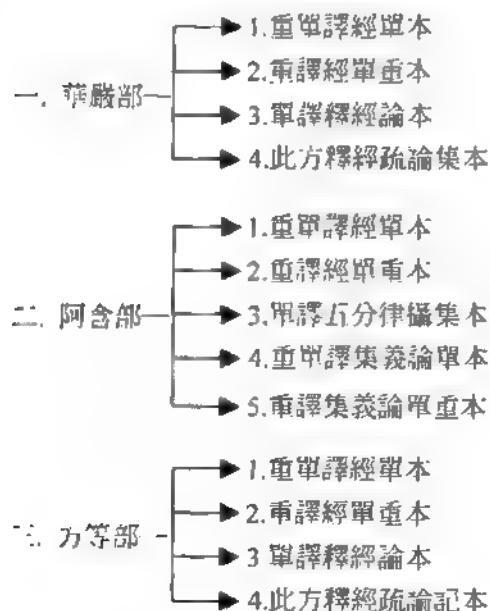 1.重單譯經單本
2.重譯經單重本
一. 華嚴部
3.單譯釋經論本
4.此方釋經疏論集本
1.重單譯經單本
2.重譯經單重本
二. 阿含部
3.單譯五分律攝集本
4.重單譯集義論單本
5.重譯集義論單重本
1.重單譯經單本
2.重譯經單重本
三. 方等部
3 單譯釋經論本
4.此方釋經疏論記本